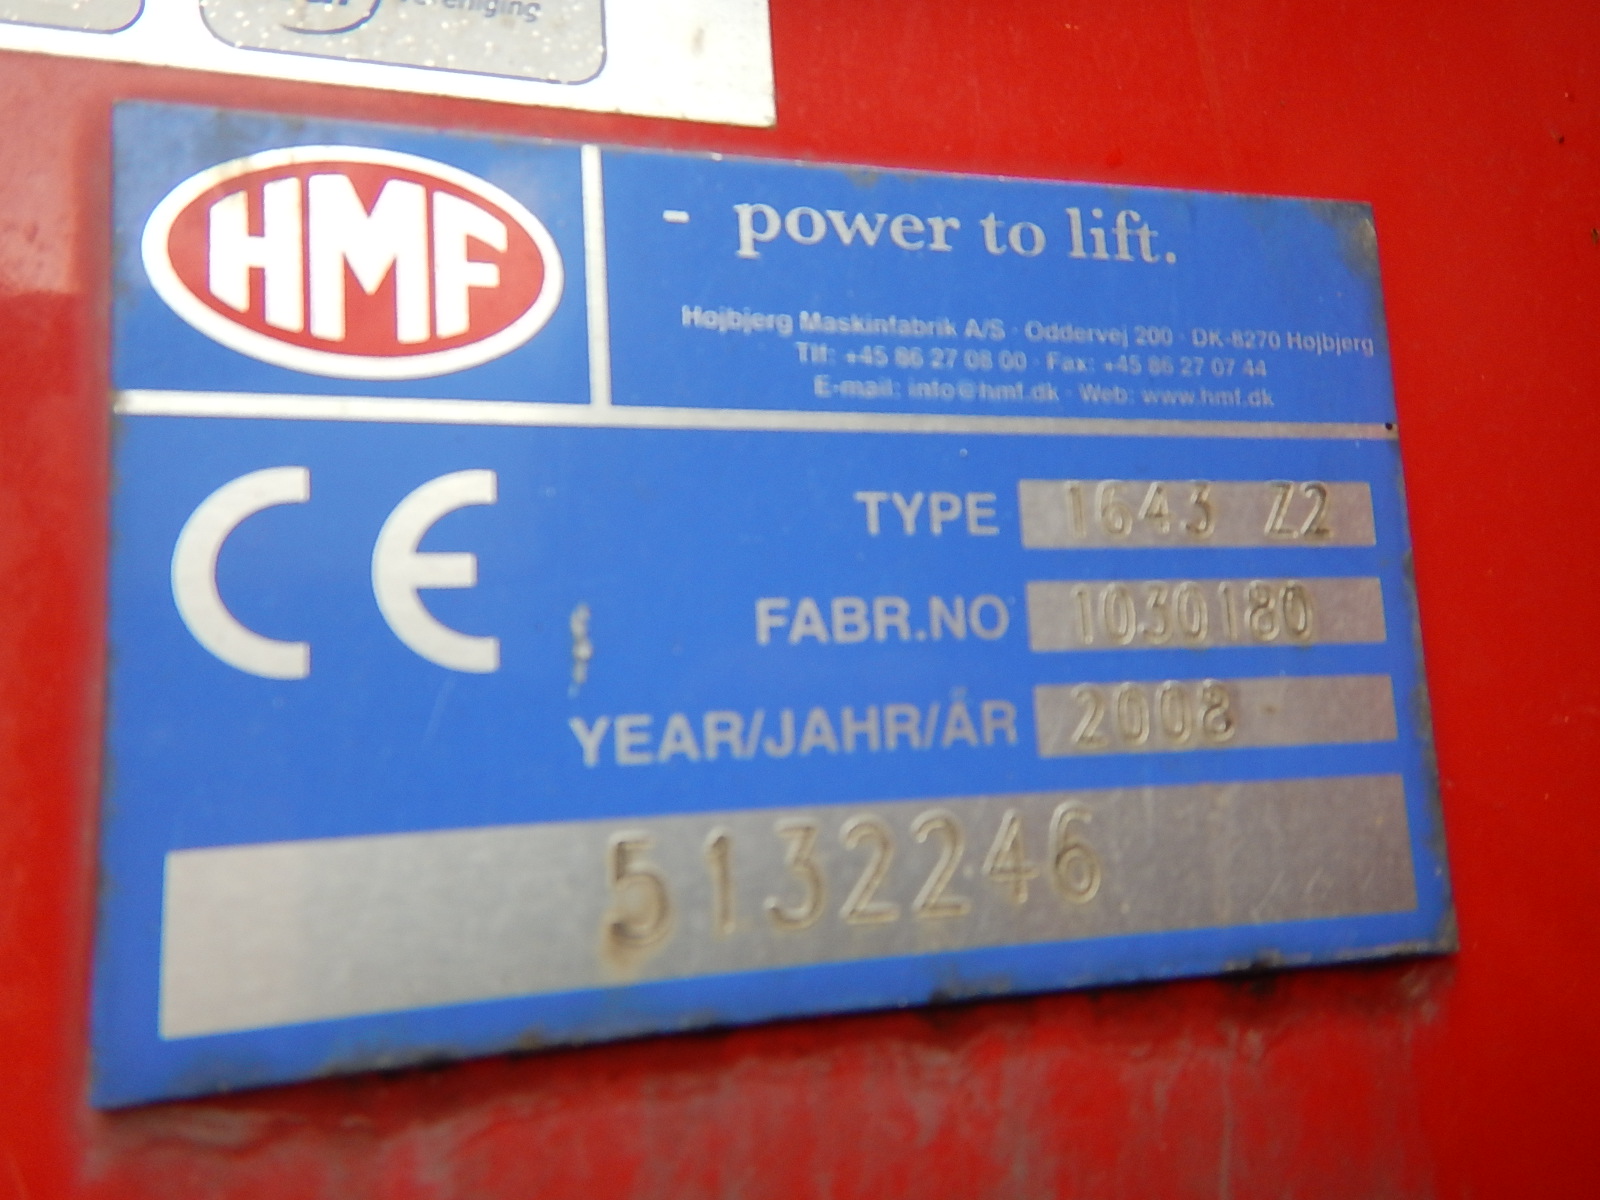 HMF
- power to lift.
Højbjerg Maskinfabrik A/S · Oddervej 200 · DK-8270 Højbjerg
Tlf: +45 86 27 08 00 · Fax: +45 86 27 07 44
E-mail: info@hmf.dk · Web: www.hmf.dk
CE
TYPE 1643 Z2
FABR.NO 1030180
YEAR/JAHR/ÅR 2008
5132246